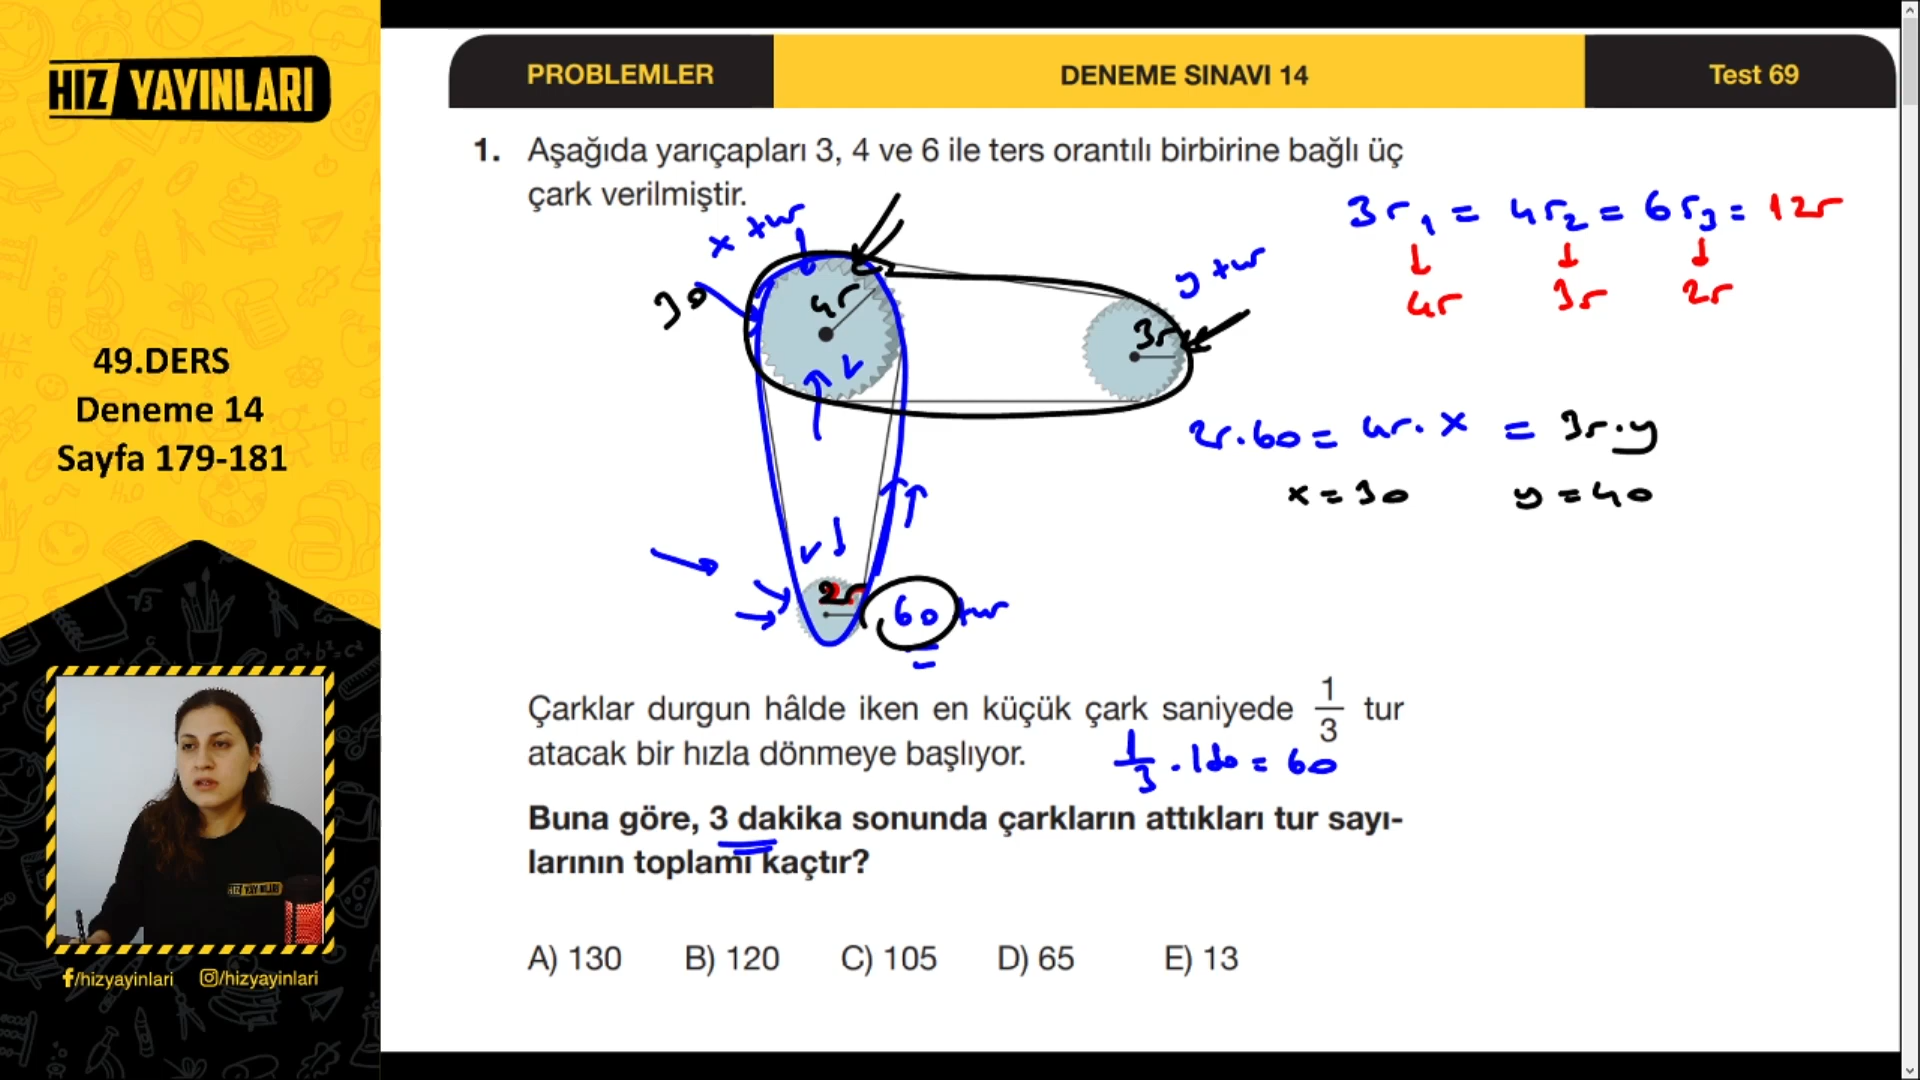 HIZ YAYINLARI
49.DERS
Deneme 14
Sayfa 179-181
HIZ YAYINLARI
/hizyayinlari /hizyayinlari
PROBLEMLER DENEME SINAVI 14 Test 69
1. Aşağıda yarıçapları 3, 4 ve 6 ile ters orantılı birbirine bağlı üç
çark verilmiştir.
3r₁ = 4r₂ = 6r₃ = 12r
4r 3r 2r
x tur
y tur
30
4r
3r
V
2r.60 = 4r.x = 3r.y
x = 30 y = 40
V
2r
60 tur
Çarklar durgun hâlde iken en küçük çark saniyede 1/3 tur
atacak bir hızla dönmeye başlıyor.
1/3 . 180 = 60
Buna göre, 3 dakika sonunda çarkların attıkları tur sayı-
larının toplamı kaçtır?
A) 130 B) 120 C) 105 D) 65 E) 13